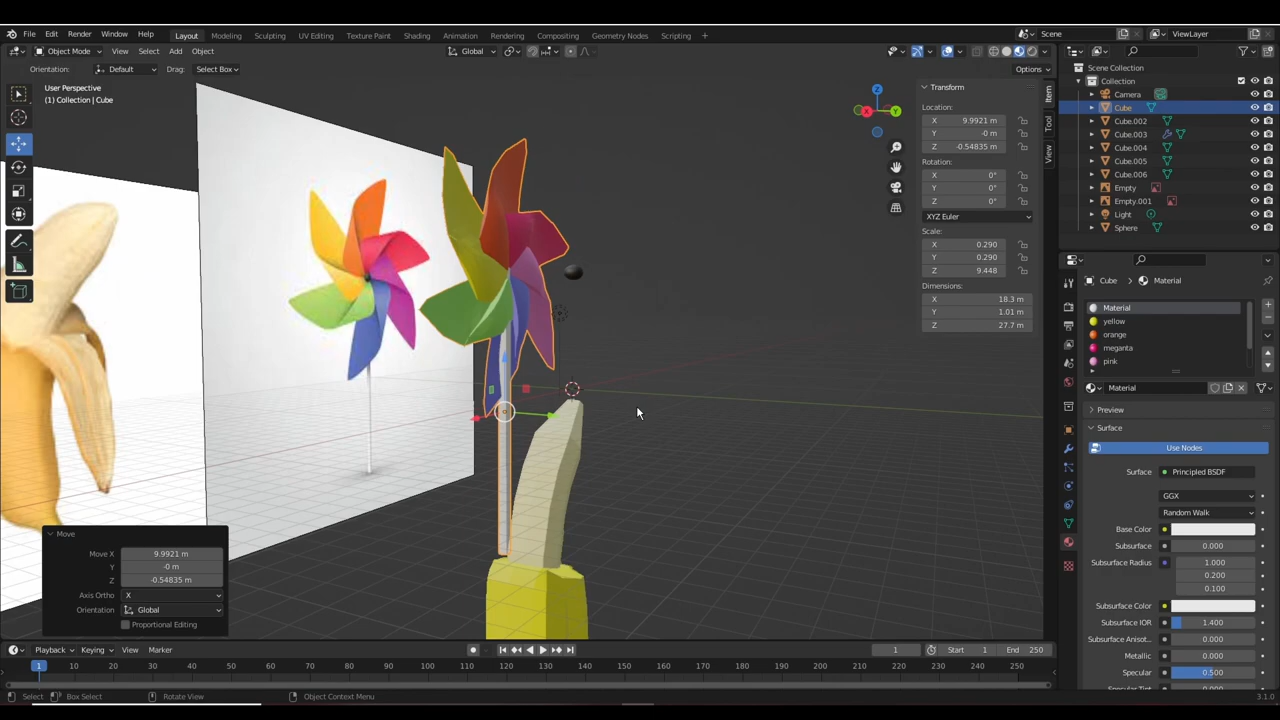 File Edit Render Window Help Layout Modeling Sculpting UV Editing Texture Paint Shading Animation Rendering Compositing Geometry Nodes Scripting + Scene ViewLayer
Object Mode View Select Add Object Global
Orientation: Default Drag: Select Box Options
User Perspective
(1) Collection | Cube
Transform
Location:
X 9.9921 m
Y -0 m
Z -0.54835 m
Rotation:
X 0°
Y 0°
Z 0°
XYZ Euler
Scale:
X 0.290
Y 0.290
Z 9.448
Dimensions:
X 18.3 m
Y 1.01 m
Z 27.7 m
Item
Tool
View
X
Y
Z
Scene Collection
Collection
Camera
Cube
Cube.002
Cube.003
Cube.004
Cube.005
Cube.006
Empty
Empty.001
Light
Sphere
Cube Material
Material
yellow
orange
meganta
pink
Material
Preview
Surface
Use Nodes
Surface Principled BSDF
GGX
Random Walk
Base Color
Subsurface 0.000
Subsurface Radius 1.000
0.200
0.100
Subsurface Color
Subsurface IOR 1.400
Subsurface Anisot.. 0.000
Metallic 0.000
Specular 0.500
Specular Tint 0.000
Move
Move X 9.9921 m
Y -0 m
Z -0.54835 m
Axis Ortho X
Orientation Global
Proportional Editing
Playback Keying View Marker 1 Start 1 End 250
1 10 20 30 40 50 60 70 80 90 100 110 120 130 140 150 160 170 180 190 200 210 220 230 240 250
Select Box Select Rotate View Object Context Menu 3.1.0